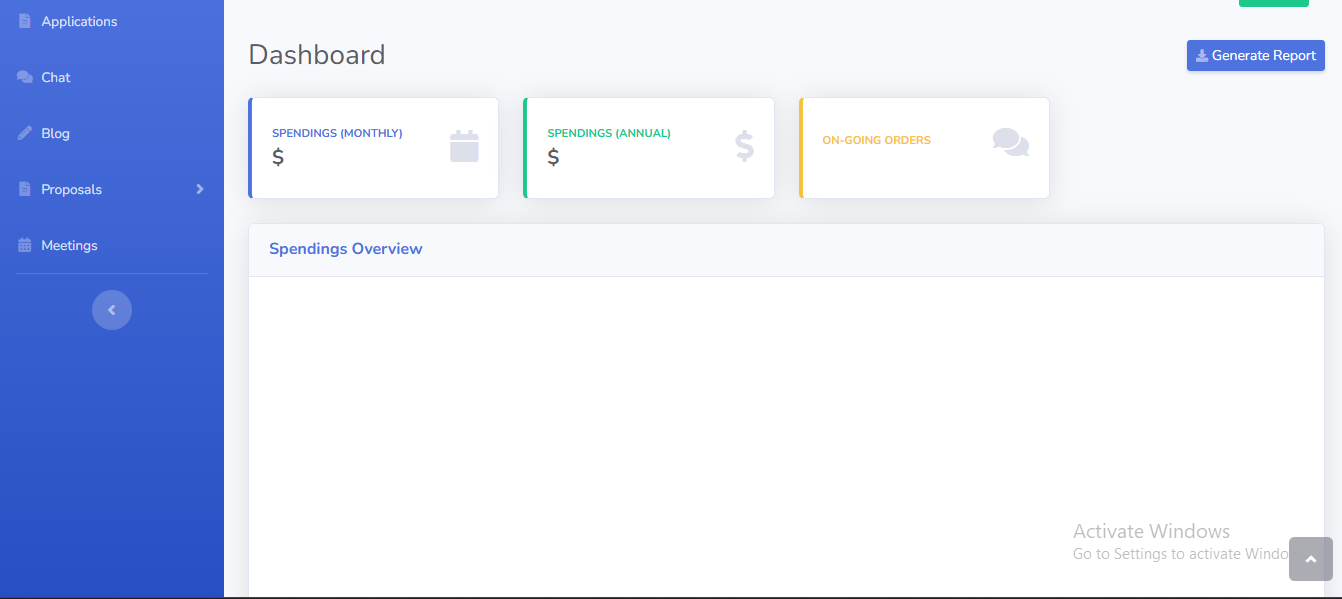 Applications
Chat
Blog
Proposals
Meetings
Dashboard
Generate Report
SPENDINGS (MONTHLY)
$
SPENDINGS (ANNUAL)
$
ON-GOING ORDERS
Spendings Overview
Activate Windows
Go to Settings to activate Windo